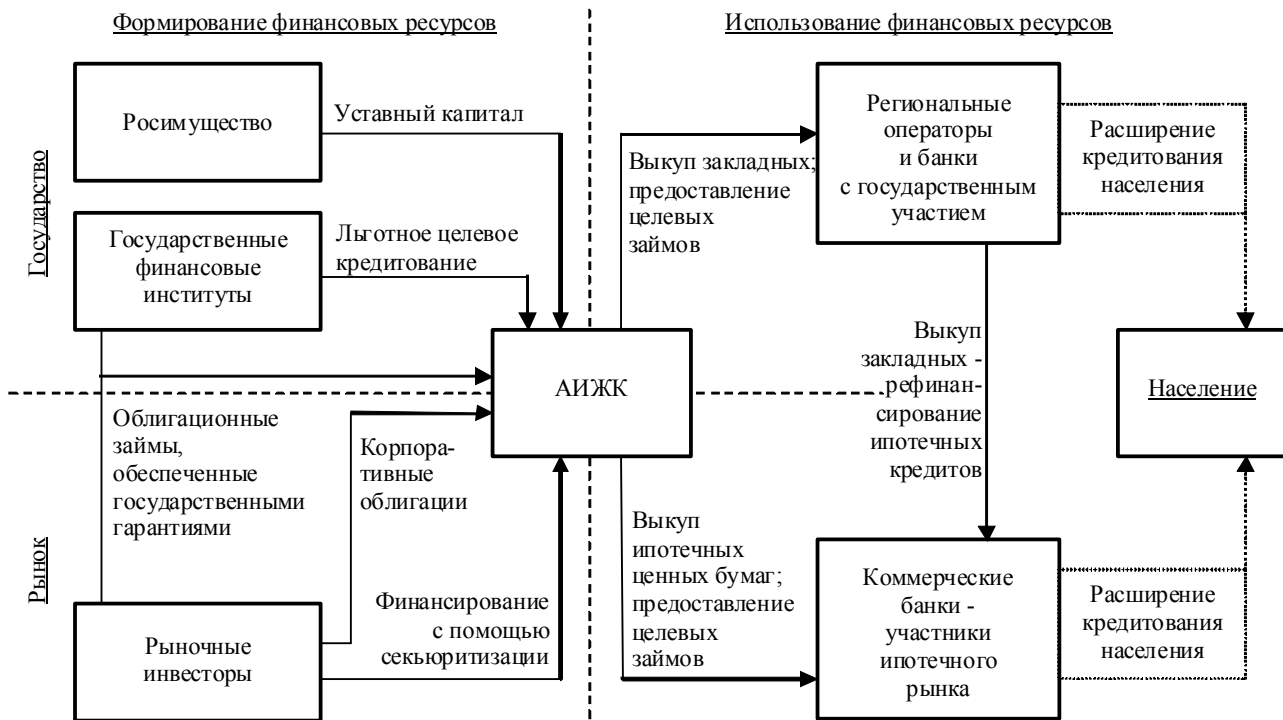 Формирование финансовых ресурсов
Использование финансовых ресурсов
Государство
Рынок
Росимущество
Уставный капитал
Государственные
финансовые
институты
Льготное целевое
кредитование
Облигационные
займы,
обеспеченные
государственными
гарантиями
Корпора-
тивные
облигации
Рыночные
инвесторы
Финансирование
с помощью
секьюритизации
АИЖК
Выкуп закладных;
предоставление
целевых
займов
Региональные
операторы
и банки
с государственным
участием
Расширение
кредитования
населения
Выкуп
закладных -
рефинан-
сирование
ипотечных
кредитов
Население
Выкуп
ипотечных
ценных бумаг;
предоставление
целевых
займов
Коммерческие
банки -
участники
ипотечного
рынка
Расширение
кредитования
населения